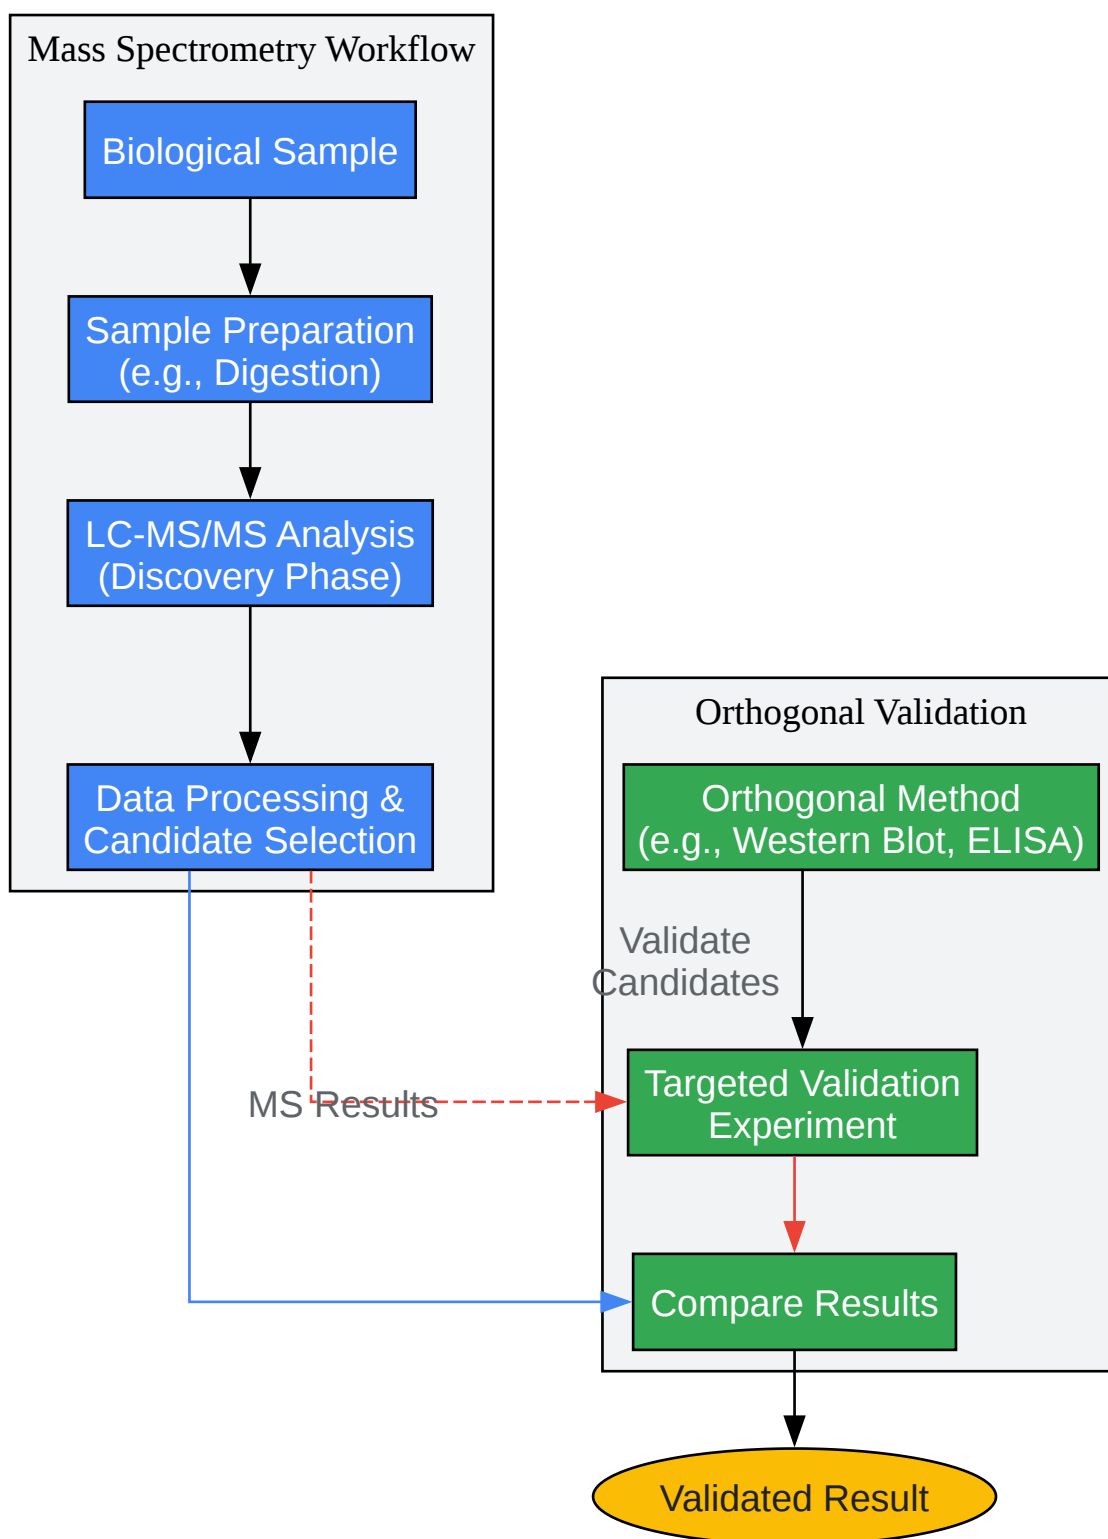 Mass Spectrometry Workflow
Biological Sample
Sample Preparation
(e.g., Digestion)
LC-MS/MS Analysis
(Discovery Phase)
Data Processing &
Candidate Selection
Orthogonal Validation
Orthogonal Method
(e.g., Western Blot, ELISA)
Validate
Candidates
MS Results
Targeted Validation
Experiment
Compare Results
Validated Result